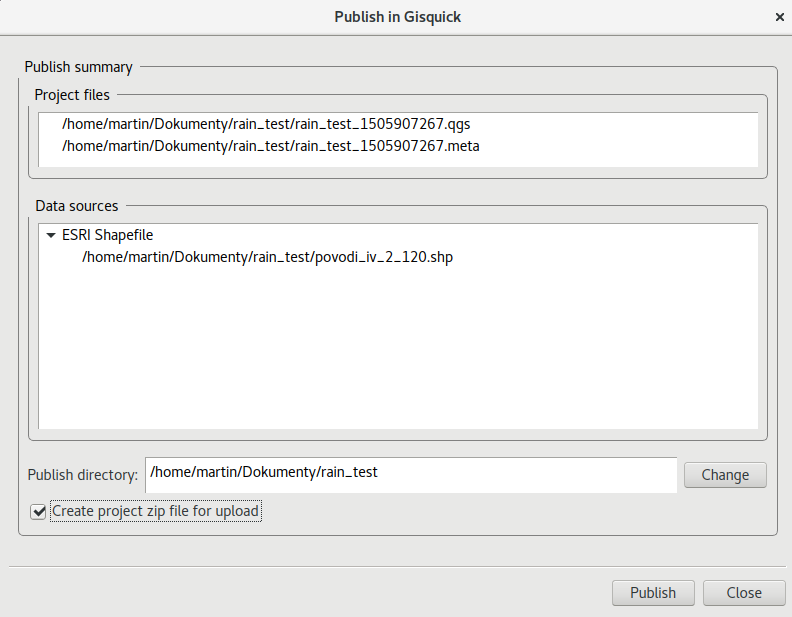 Publish in Gisquick
Publish summary
Project files
/home/martin/Dokumenty/rain_test/rain_test_1505907267.qgs
/home/martin/Dokumenty/rain_test/rain_test_1505907267.meta
Data sources
ESRI Shapefile
/home/martin/Dokumenty/rain_test/povodi_iv_2_120.shp
Publish directory: /home/martin/Dokumenty/rain_test Change
Create project zip file for upload
Publish Close